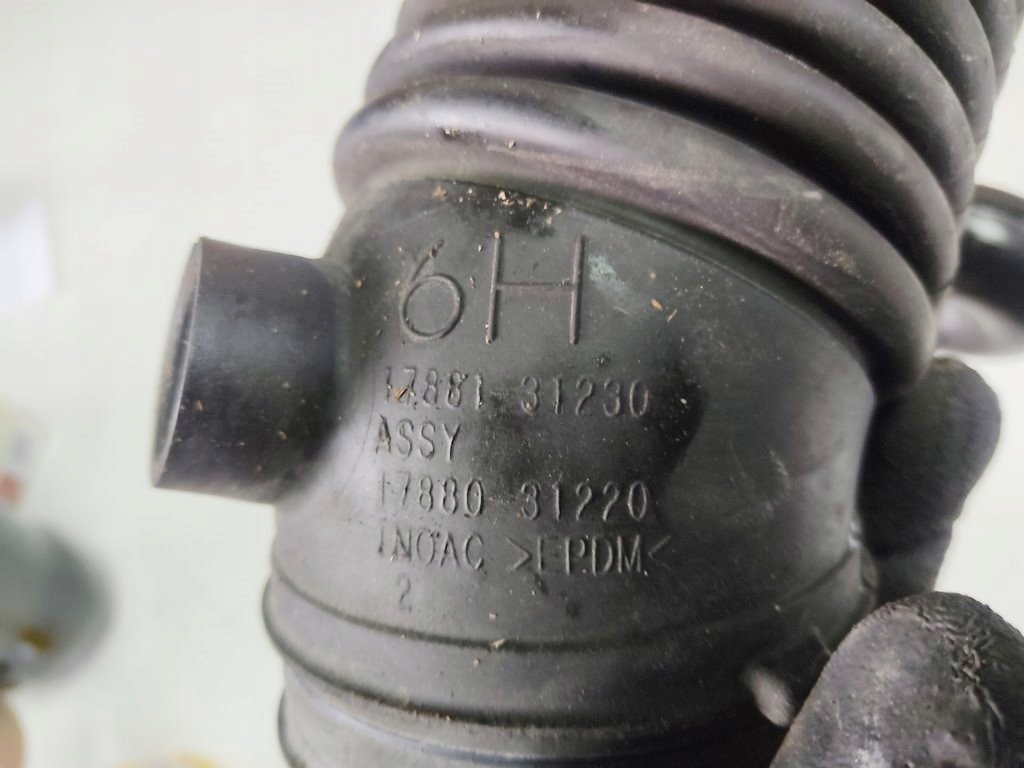 6H
17881-31230
ASSY
17880-31220
INOAC >EPDM<
2